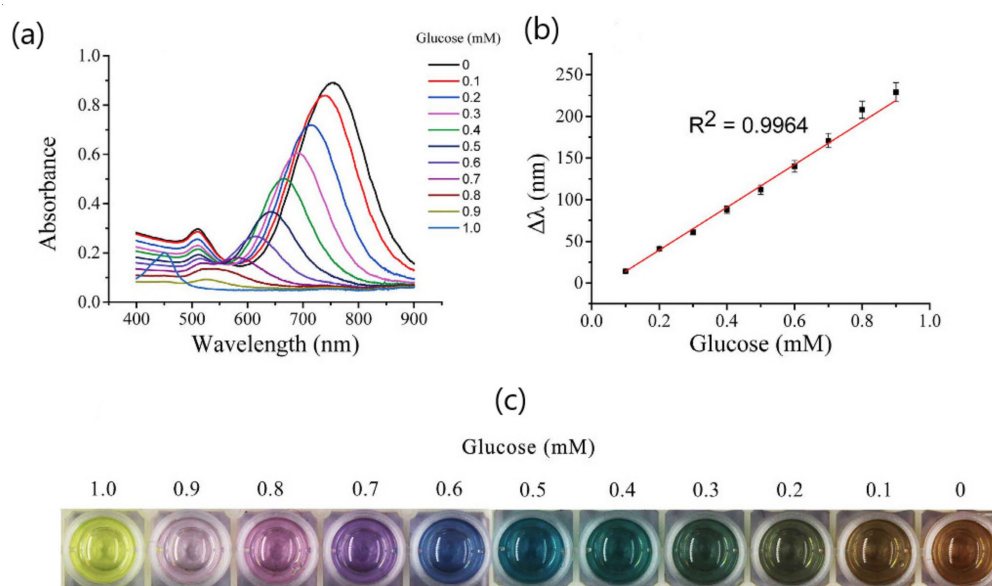 (a)
Glucose (mM)
0
0.1
0.2
0.3
0.4
0.5
0.6
0.7
0.8
0.9
1.0
Absorbance
1.0
0.8
0.6
0.4
0.2
0.0
400 500 600 700 800 900
Wavelength (nm)
(b)
R2 = 0.9964
Δλ (nm)
250
200
150
100
50
0
0.0 0.2 0.4 0.6 0.8 1.0
Glucose (mM)
(c)
Glucose (mM)
1.0 0.9 0.8 0.7 0.6 0.5 0.4 0.3 0.2 0.1 0